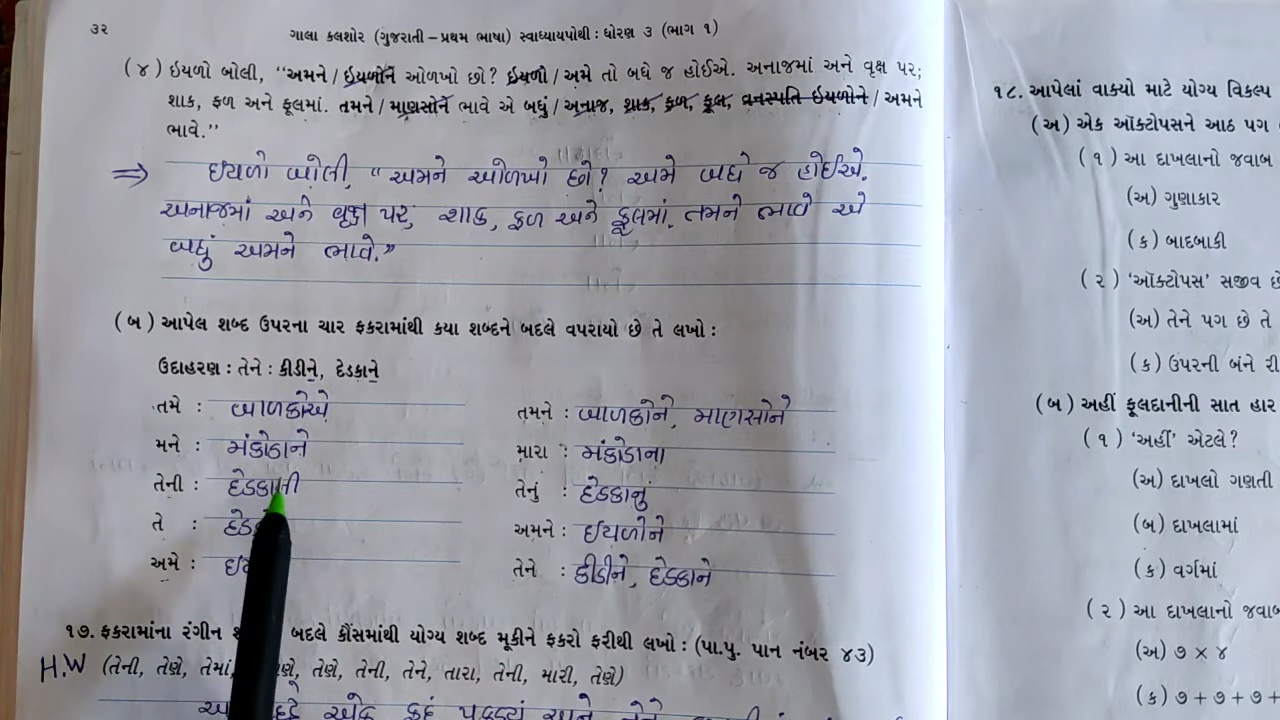 ૩૨
ગાલા કલશોર (ગુજરાતી – પ્રથમ ભાષા) સ્વાધ્યાયપોથી : ધોરણ ૩ (ભાગ ૧)
(૪) ઇયળો બોલી, “અમને / ઇયળોને ઓળખો છો? ઇયળો / અમે તો બધે જ હોઈએ. અનાજમાં અને વૃક્ષ પર;
શાક, ફળ અને ફૂલમાં. તમને / માણસોને ભાવે એ બધું / અનાજ, શાક, ફળ, ફૂલ, વનસ્પતિ ઇયળોને / અમને
ભાવે.”
⇒ ઇયળો બોલી, “અમને ઓળખો છો? અમે બધે જ હોઈએ.
અનાજમાં અને વૃક્ષ પર, શાક, ફળ અને ફૂલમાં. તમને ભાવે એ
બધું અમને ભાવે.”
(બ) આપેલ શબ્દ ઉપરના ચાર ફકરામાંથી કયા શબ્દને બદલે વપરાયો છે તે લખો :
ઉદાહરણ : તેને : કીડીને, દેડકાને
તમે : બાળકોએ
તમને : બાળકોને, માણસોને
મને : મંકોડાને
મારા : મંકોડાના
તેની : દેડકાની
તેનું : દેડકાનું
તે :
અમને : ઇયળોને
અમે :
તેને : કીડીને, દેડકાને
૧૭. ફકરામાંના રંગીન બદલે કૌંસમાંથી યોગ્ય શબ્દ મૂકીને ફકરો ફરીથી લખો : (પા.પુ. પાન નંબર ૪૩)
H.W (તેની, તેણે, તેમાં, તેણે, તેની, તેને, તારા, તેની, મારી, તેણે)
૧૮. આપેલાં વાક્યો માટે યોગ્ય વિકલ્પ
(અ) એક ઑક્ટોપસને આઠ પગ
(૧) આ દાખલાનો જવાબ
(અ) ગુણાકાર
(ક) બાદબાકી
(૨) ‘ઑક્ટોપસ’ સજીવ છે
(અ) તેને પગ છે તે
(ક) ઉપરની બંને રી
(બ) અહીં ફૂલદાનીની સાત હાર
(૧) ‘અહીં’ એટલે?
(અ) દાખલો ગણતી
(બ) દાખલામાં
(ક) વર્ગમાં
(૨) આ દાખલાનો જવાબ
(અ) ૭ × ૪
(ક) ૭ + ૭ + ૭ +